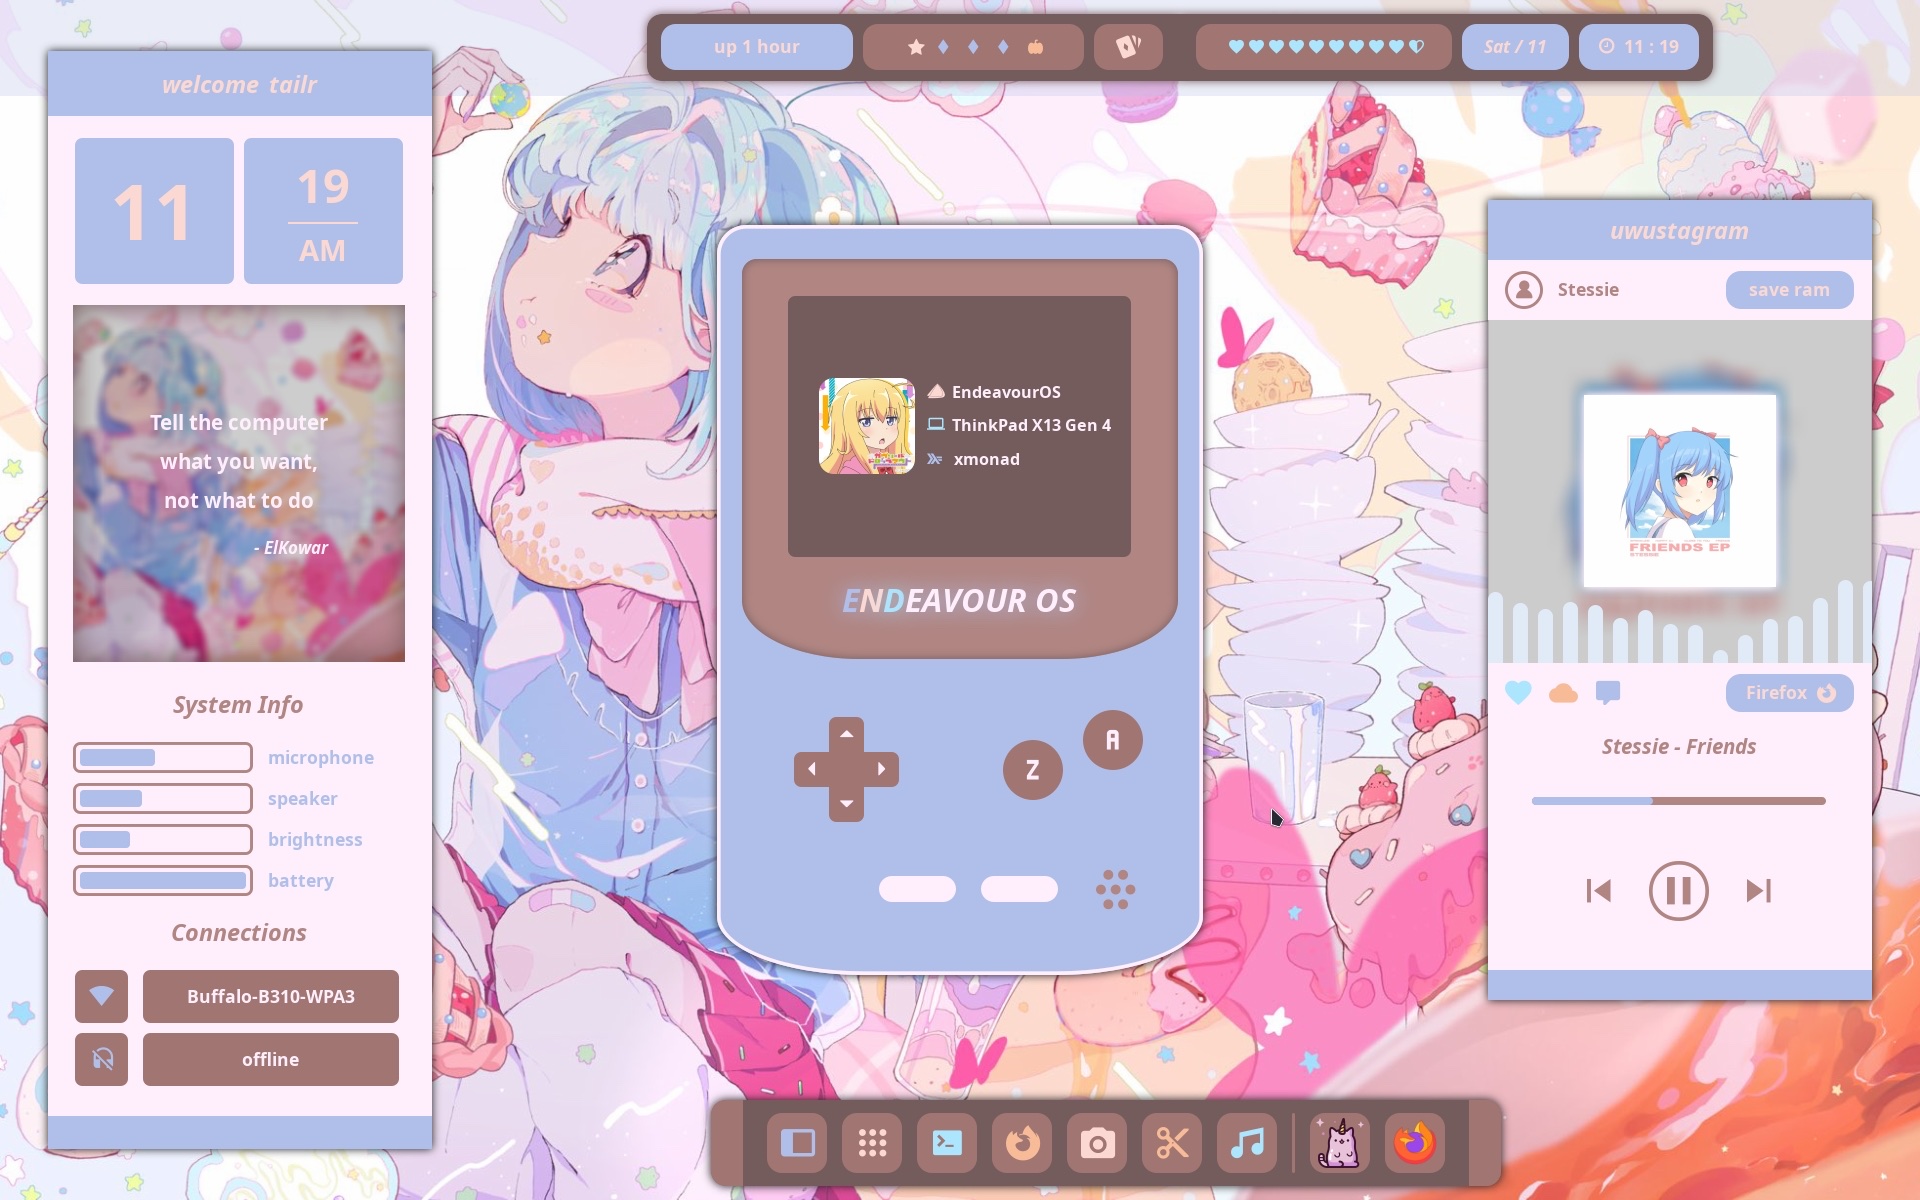 up 1 hour
Sat / 11
11 : 19
welcome tailr
11
19
AM
Tell the computer
what you want,
not what to do
- ElKowar
System Info
microphone
speaker
brightness
battery
Connections
Buffalo-B310-WPA3
offline
EndeavourOS
ThinkPad X13 Gen 4
xmonad
ENDEAVOUR OS
Z
A
uwustagram
Stessie
save ram
FRIENDS EP
Firefox
Stessie - Friends